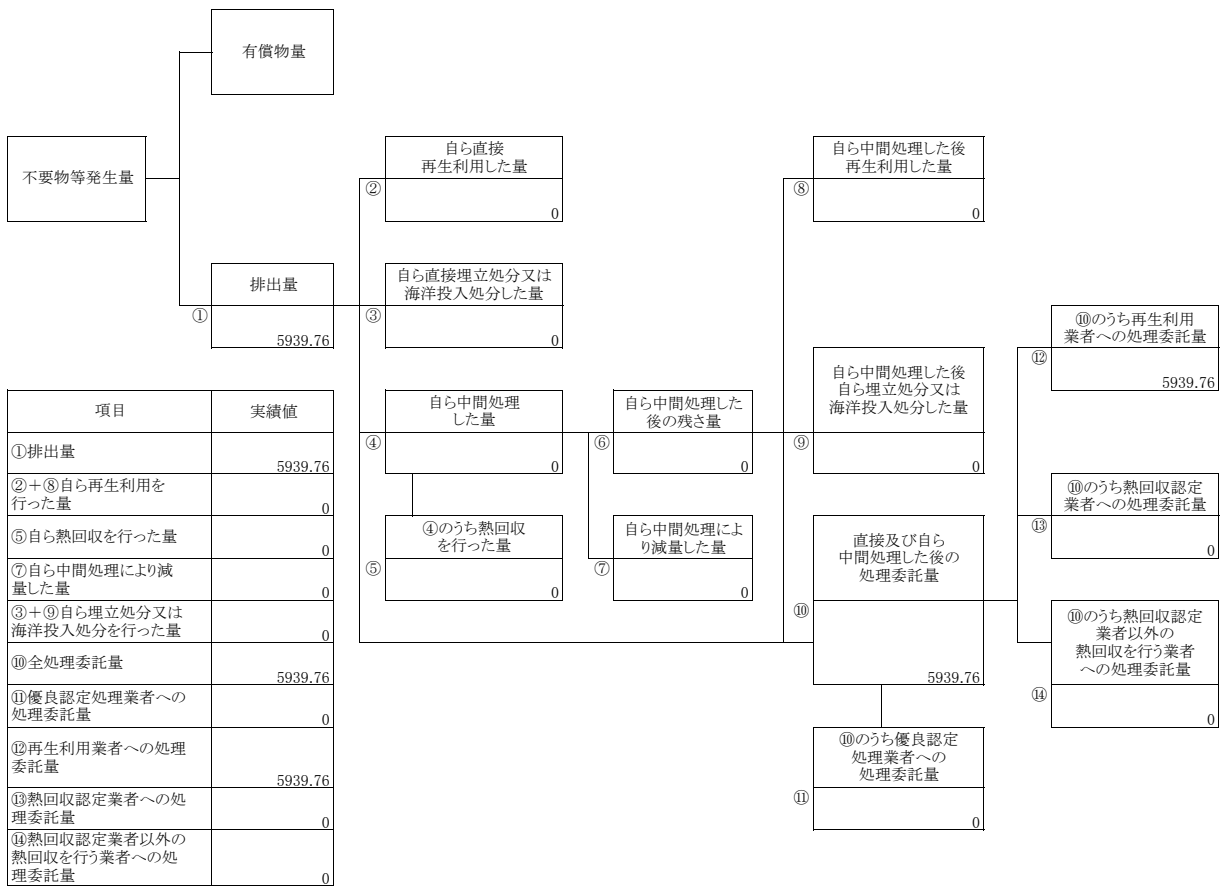 有償物量
不要物等発生量
自ら直接
再生利用した量
②
0
自ら中間処理した後
再生利用した量
⑧
0
排出量
①
5939.76
自ら直接埋立処分又は
海洋投入処分した量
③
0
⑩のうち再生利用
業者への処理委託量
⑫
5939.76
自ら中間処理
した量
④
0
自ら中間処理した
後の残さ量
⑥
0
自ら中間処理した後
自ら埋立処分又は
海洋投入処分した量
⑨
0
⑩のうち熱回収認定
業者への処理委託量
⑬
0
④のうち熱回収
を行った量
⑤
0
自ら中間処理によ
り減量した量
⑦
0
直接及び自ら
中間処理した後の
処理委託量
⑩
5939.76
⑩のうち熱回収認定
業者以外の
熱回収を行う業者
への処理委託量
⑭
0
⑩のうち優良認定
処理業者への
処理委託量
⑪
0
項目 実績値
①排出量
5939.76
②+⑧自ら再生利用を
行った量
0
⑤自ら熱回収を行った量
0
⑦自ら中間処理により減
量した量
0
③+⑨自ら埋立処分又は
海洋投入処分を行った量
0
⑩全処理委託量
5939.76
⑪優良認定処理業者への
処理委託量
0
⑫再生利用業者への処理
委託量
5939.76
⑬熱回収認定業者への処
理委託量
0
⑭熱回収認定業者以外の
熱回収を行う業者への処
理委託量
0